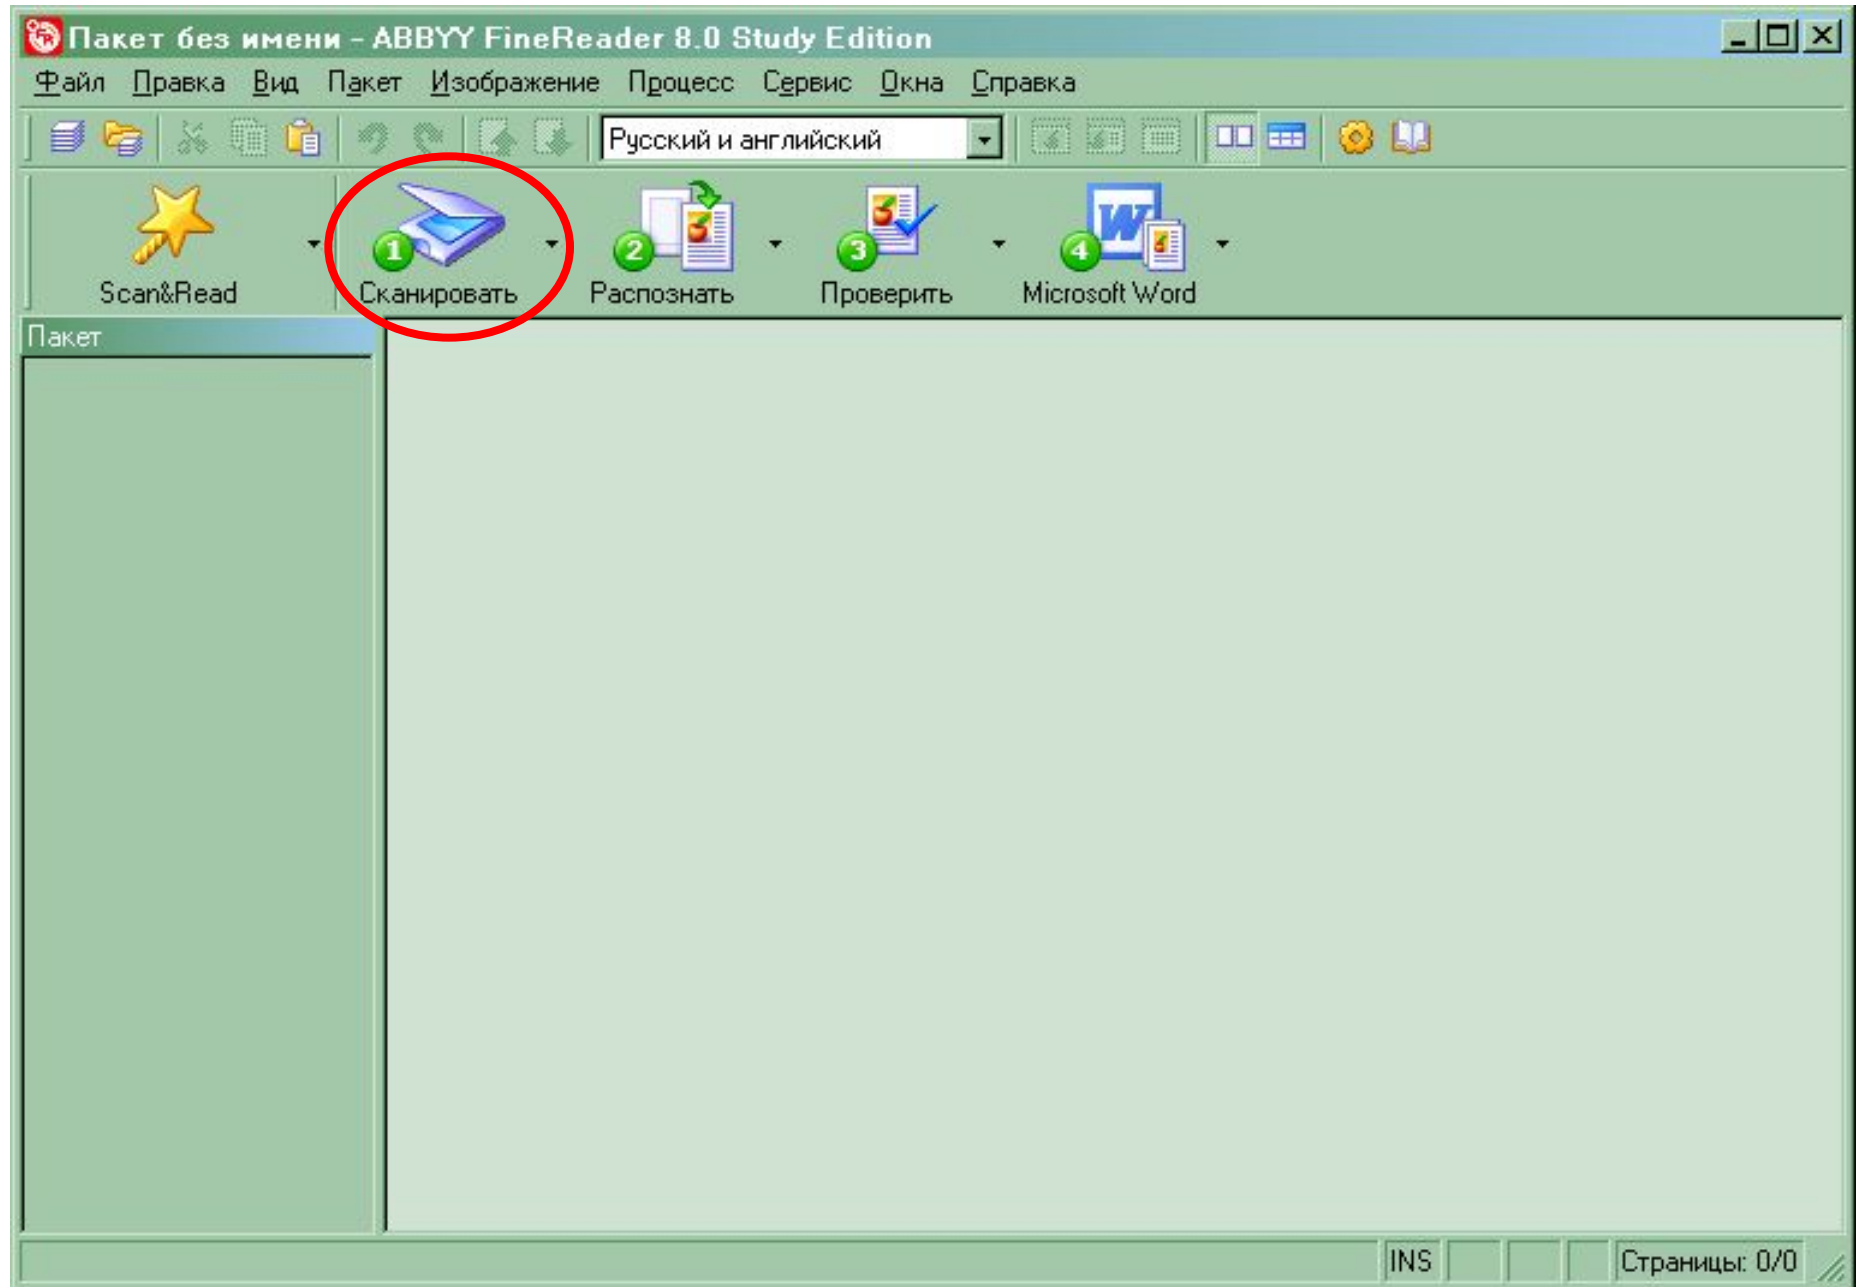 Пакет без имени - ABBYY FineReader 8.0 Study Edition
Файл Правка Вид Пакет Изображение Процесс Сервис Окна Справка
Русский и английский
1 2 3 4
Scan&Read Сканировать Распознать Проверить Microsoft Word
Пакет
INS Страницы: 0/0